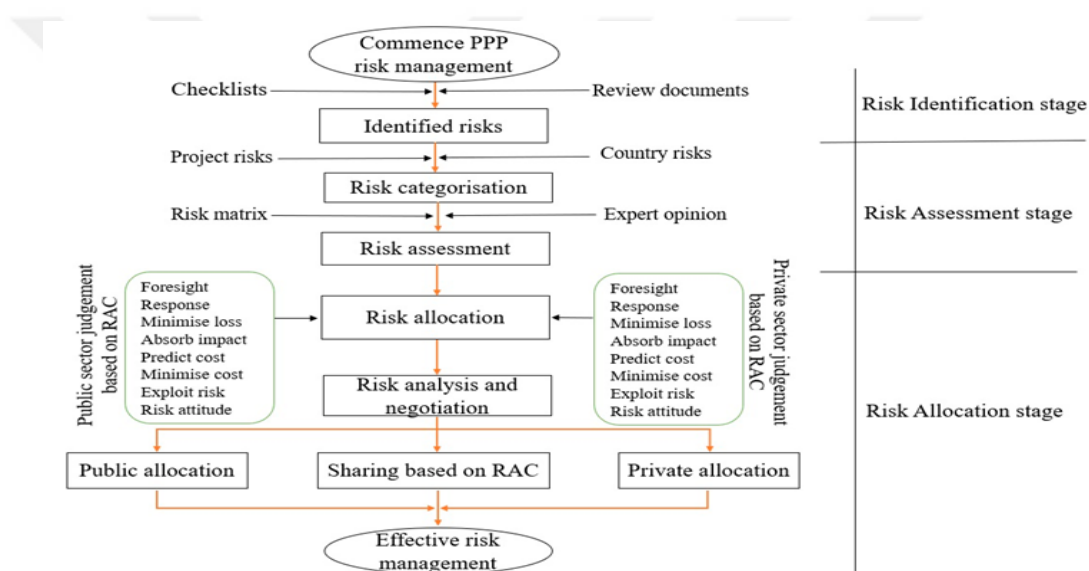 Commence PPP
risk management
Checklists
Review documents
Risk Identification stage
Identified risks
Project risks
Country risks
Risk categorisation
Risk matrix
Expert opinion
Risk Assessment stage
Risk assessment
Public sector judgement
based on RAC
Foresight
Response
Minimise loss
Absorb impact
Predict cost
Minimise cost
Exploit risk
Risk attitude
Risk allocation
Foresight
Response
Minimise loss
Absorb impact
Predict cost
Minimise cost
Exploit risk
Risk attitude
Private sector judgement
based on RAC
Risk analysis and
negotiation
Risk Allocation stage
Public allocation
Sharing based on RAC
Private allocation
Effective risk
management